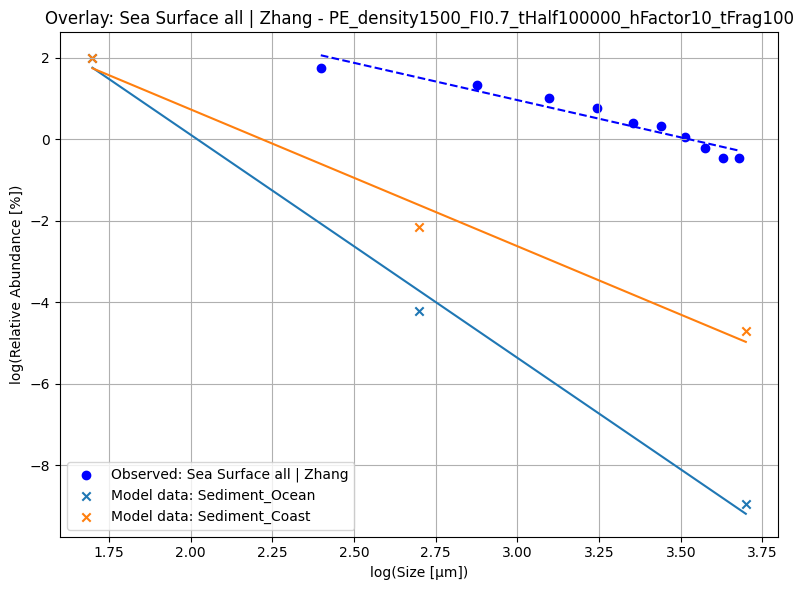 Overlay: Sea Surface all | Zhang - PE_density1500_FI0.7_tHalf100000_hFactor10_tFrag100
log(Relative Abundance [%])
2
0
−2
−4
−6
−8
Observed: Sea Surface all | Zhang
Model data: Sediment_Ocean
Model data: Sediment_Coast
1.75
2.00
2.25
2.50
2.75
3.00
3.25
3.50
3.75
log(Size [μm])